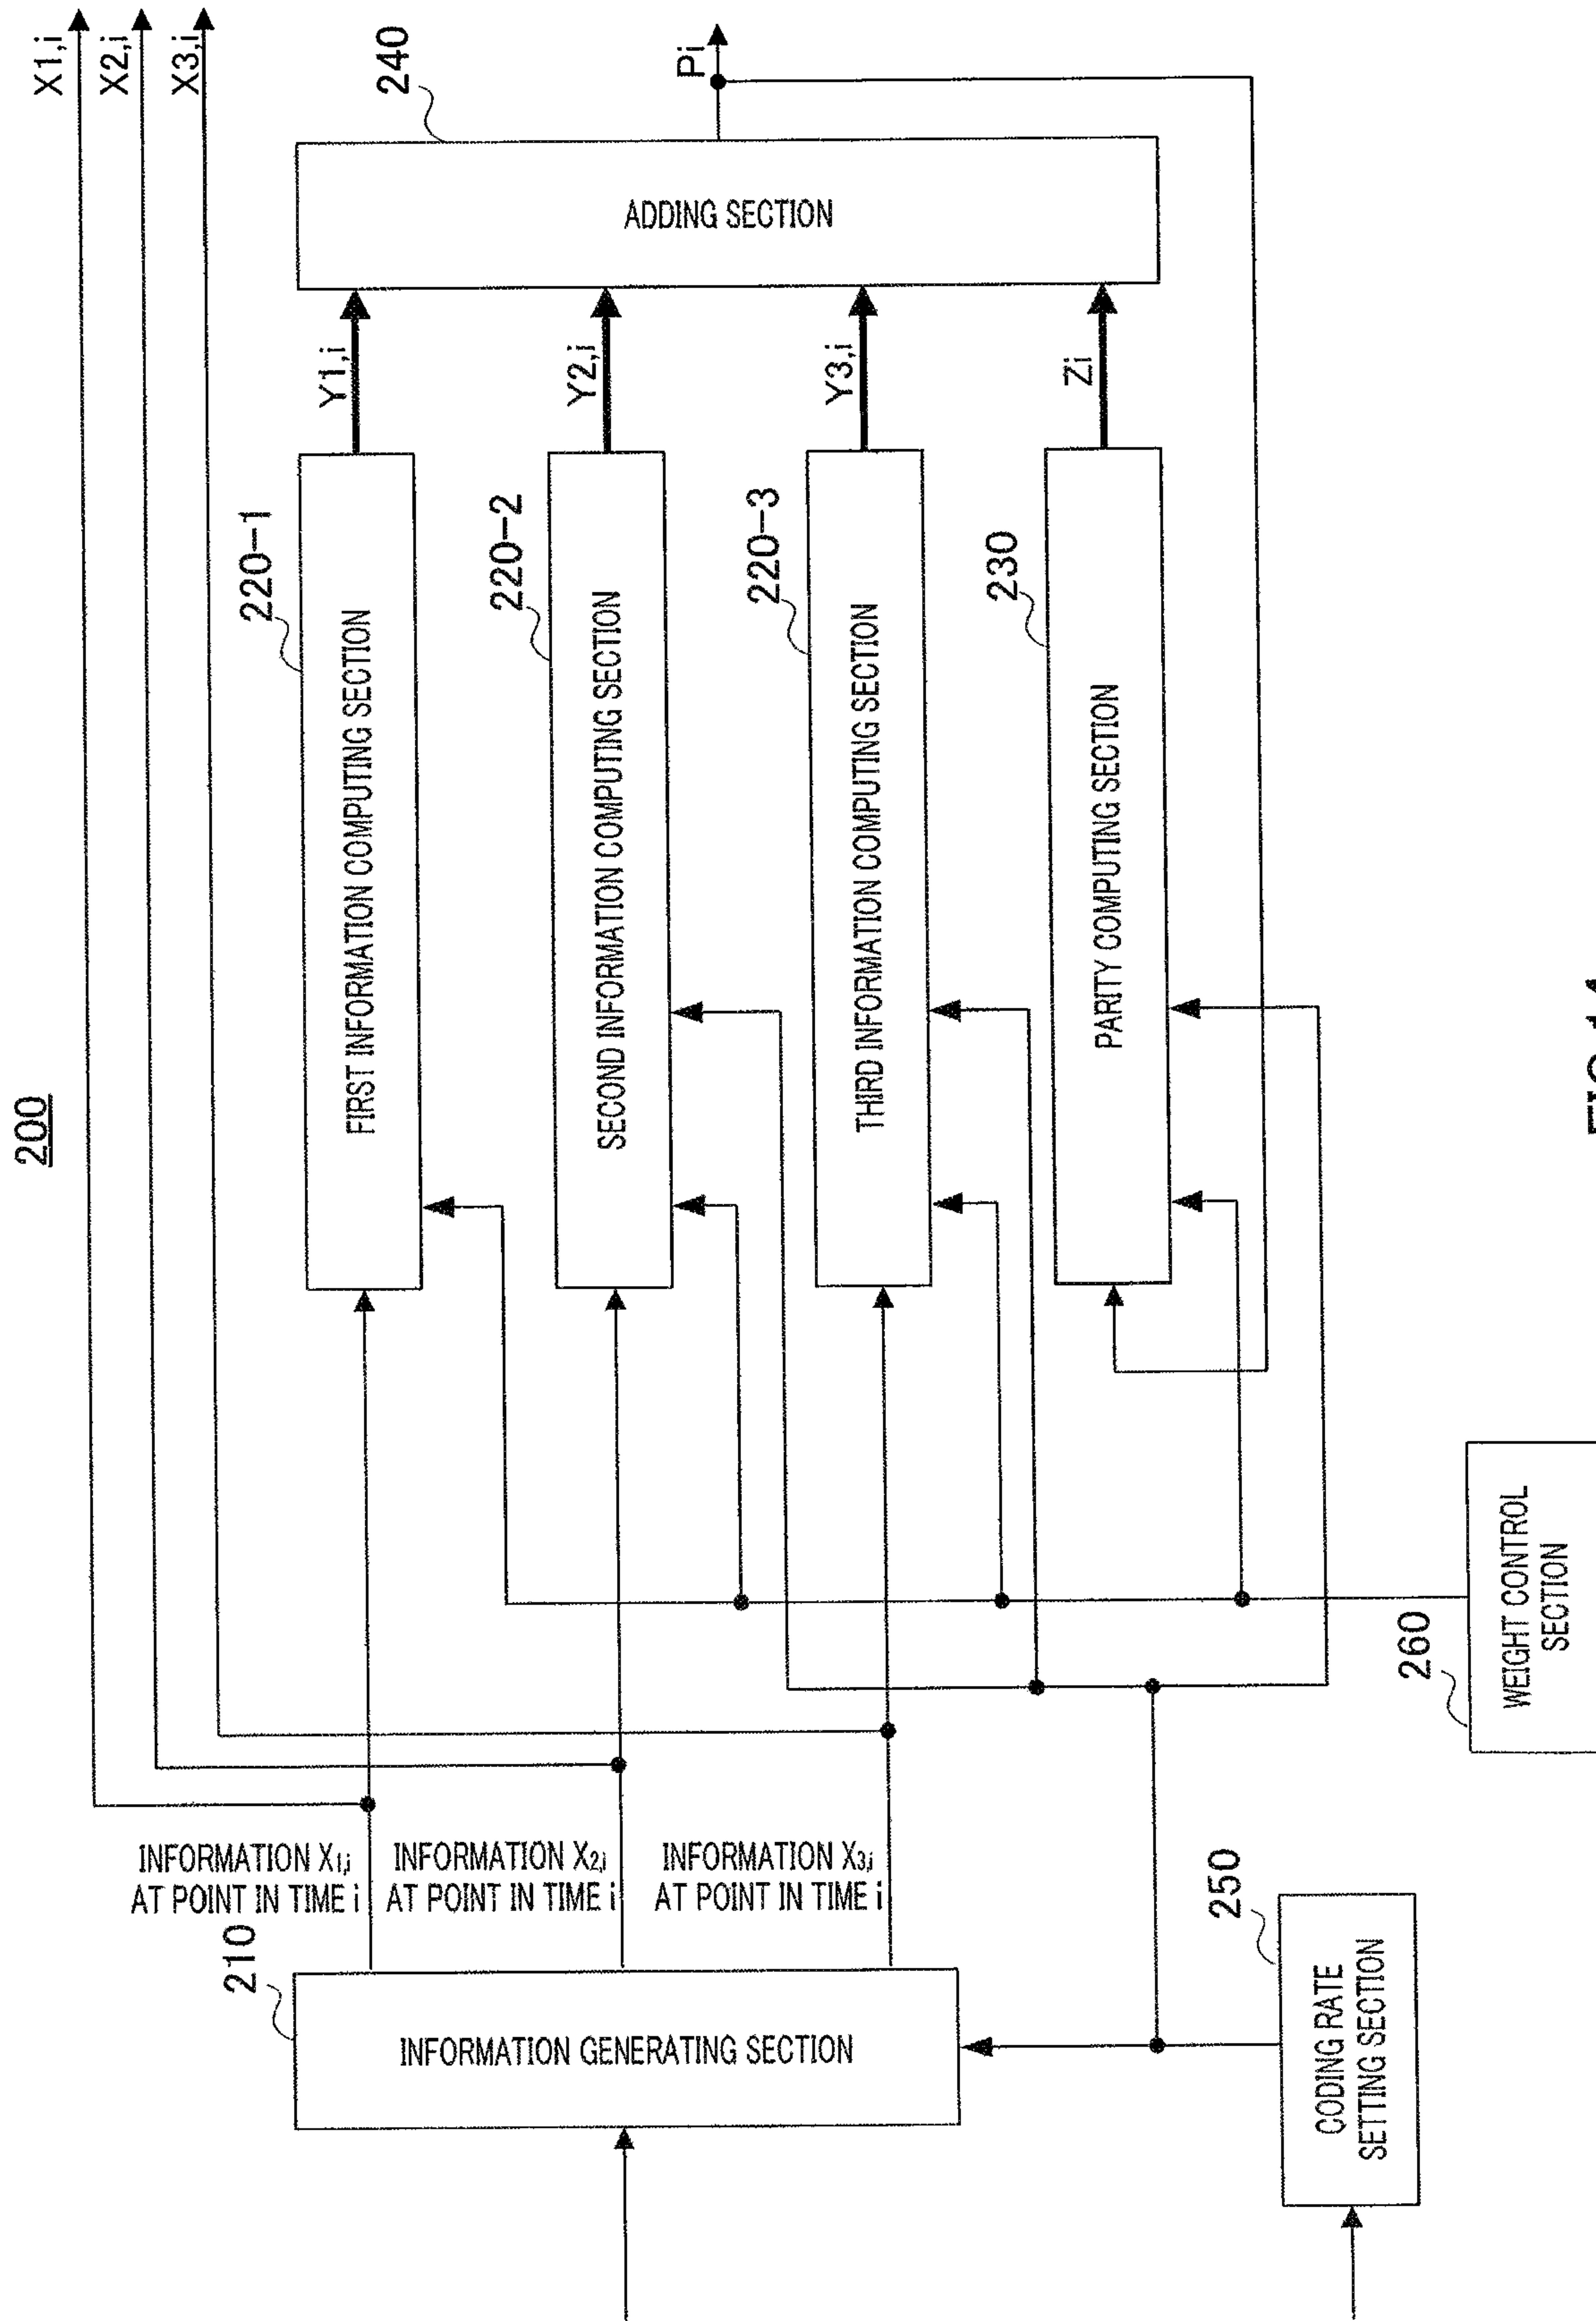 200
X1,i
X2,i
X3,i
Pi
240
ADDING SECTION
Y1,i
Y2,i
Y3,i
Zi
220-1
FIRST INFORMATION COMPUTING SECTION
220-2
SECOND INFORMATION COMPUTING SECTION
220-3
THIRD INFORMATION COMPUTING SECTION
230
PARITY COMPUTING SECTION
INFORMATION X1,i
AT POINT IN TIME i
INFORMATION X2,i
AT POINT IN TIME i
INFORMATION X3,i
AT POINT IN TIME i
210
INFORMATION GENERATING SECTION
250
CODING RATE
SETTING SECTION
260
WEIGHT CONTROL
SECTION